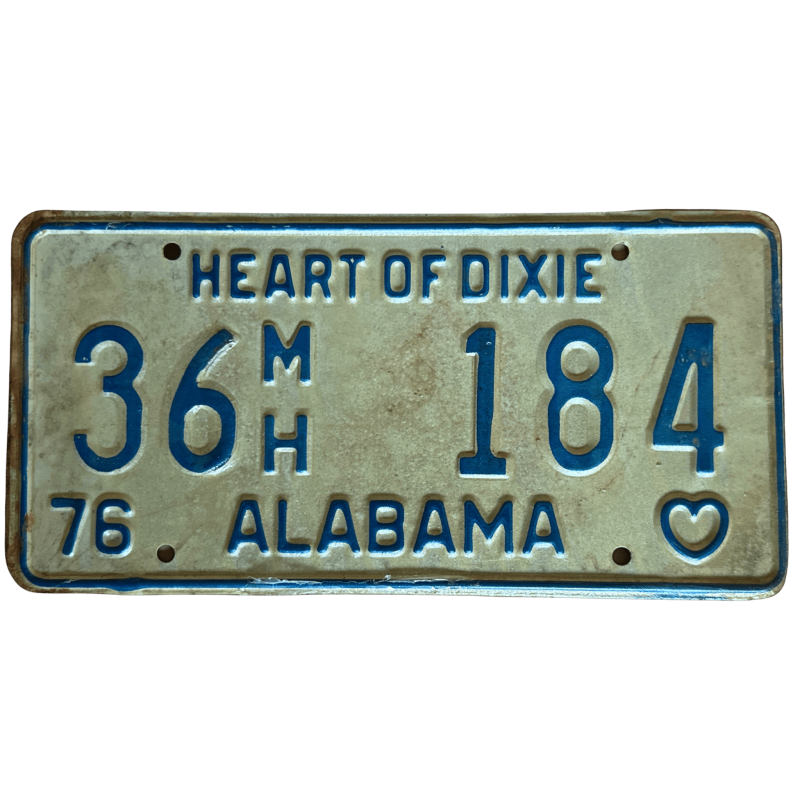 HEART OF DIXIE
36 MH 184
76 ALABAMA